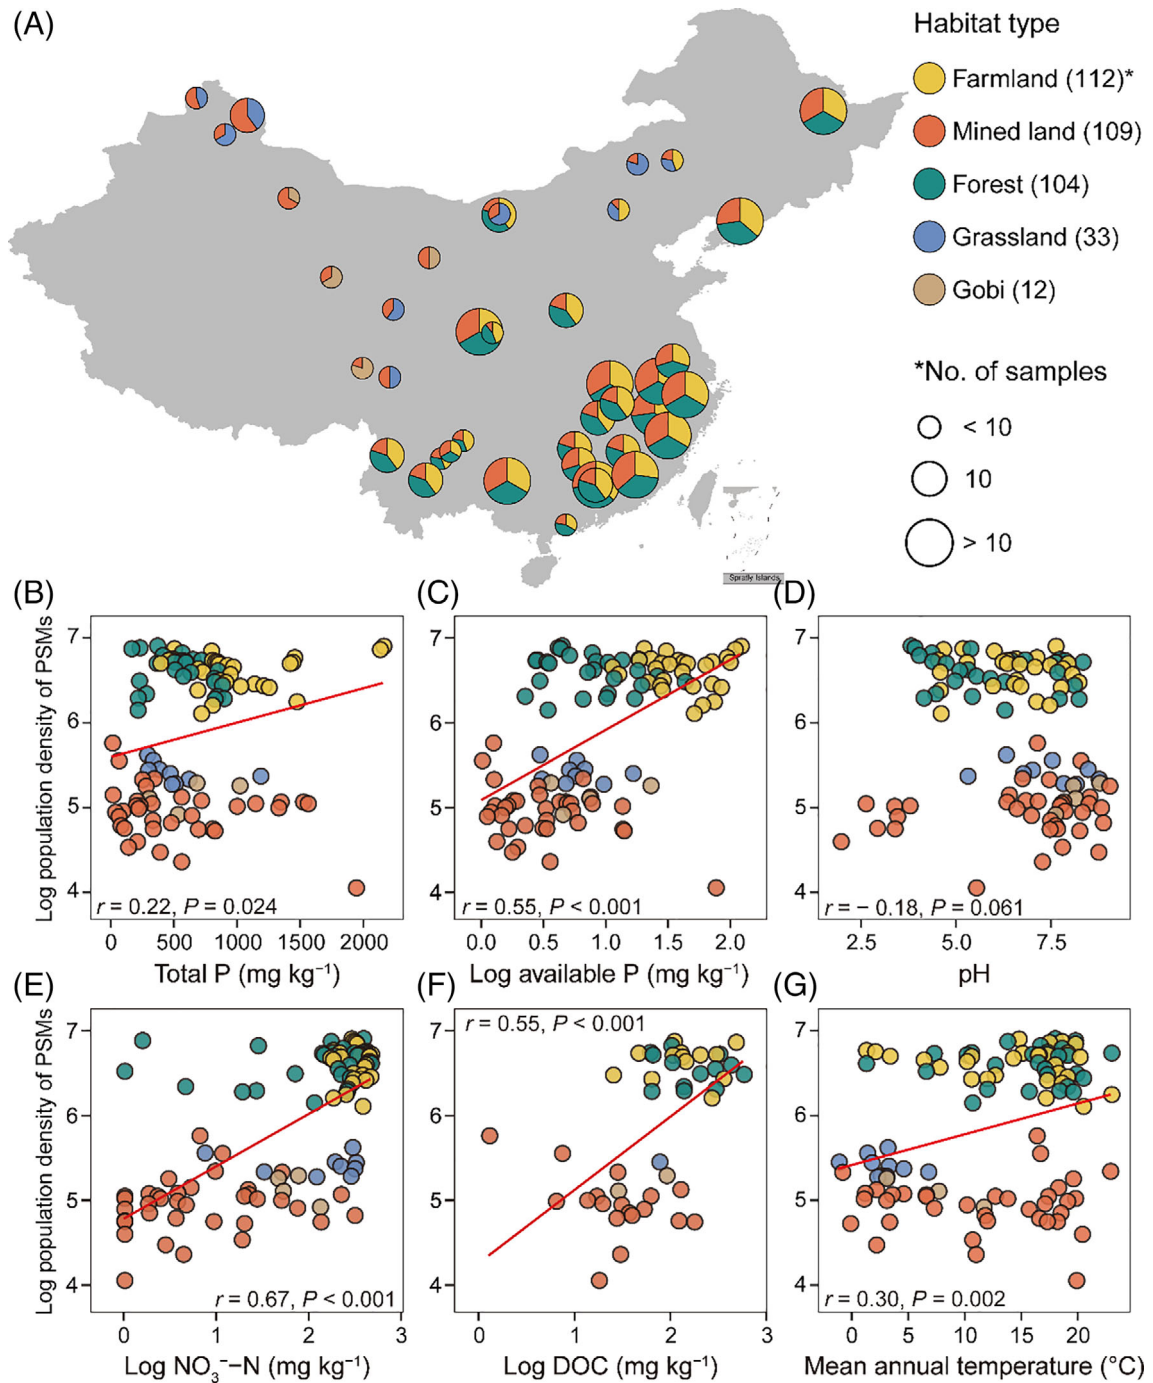 (A)
Habitat type
Farmland (112)*
Mined land (109)
Forest (104)
Grassland (33)
Gobi (12)
*No. of samples
< 10
10
> 10
Spratly Islands
(B)
(C)
(D)
Log population density of PSMs
7
6
5
4
r = 0.22, P = 0.024
r = 0.55, P < 0.001
r = − 0.18, P = 0.061
0 500 1000 1500 2000
0.0 0.5 1.0 1.5 2.0
2.5 5.0 7.5
Total P (mg kg⁻¹)
Log available P (mg kg⁻¹)
pH
(E)
(F)
(G)
Log population density of PSMs
7
6
5
4
r = 0.67, P < 0.001
r = 0.55, P < 0.001
r = 0.30, P = 0.002
0 1 2 3
0 1 2 3
0 5 10 15 20
Log NO₃⁻–N (mg kg⁻¹)
Log DOC (mg kg⁻¹)
Mean annual temperature (°C)